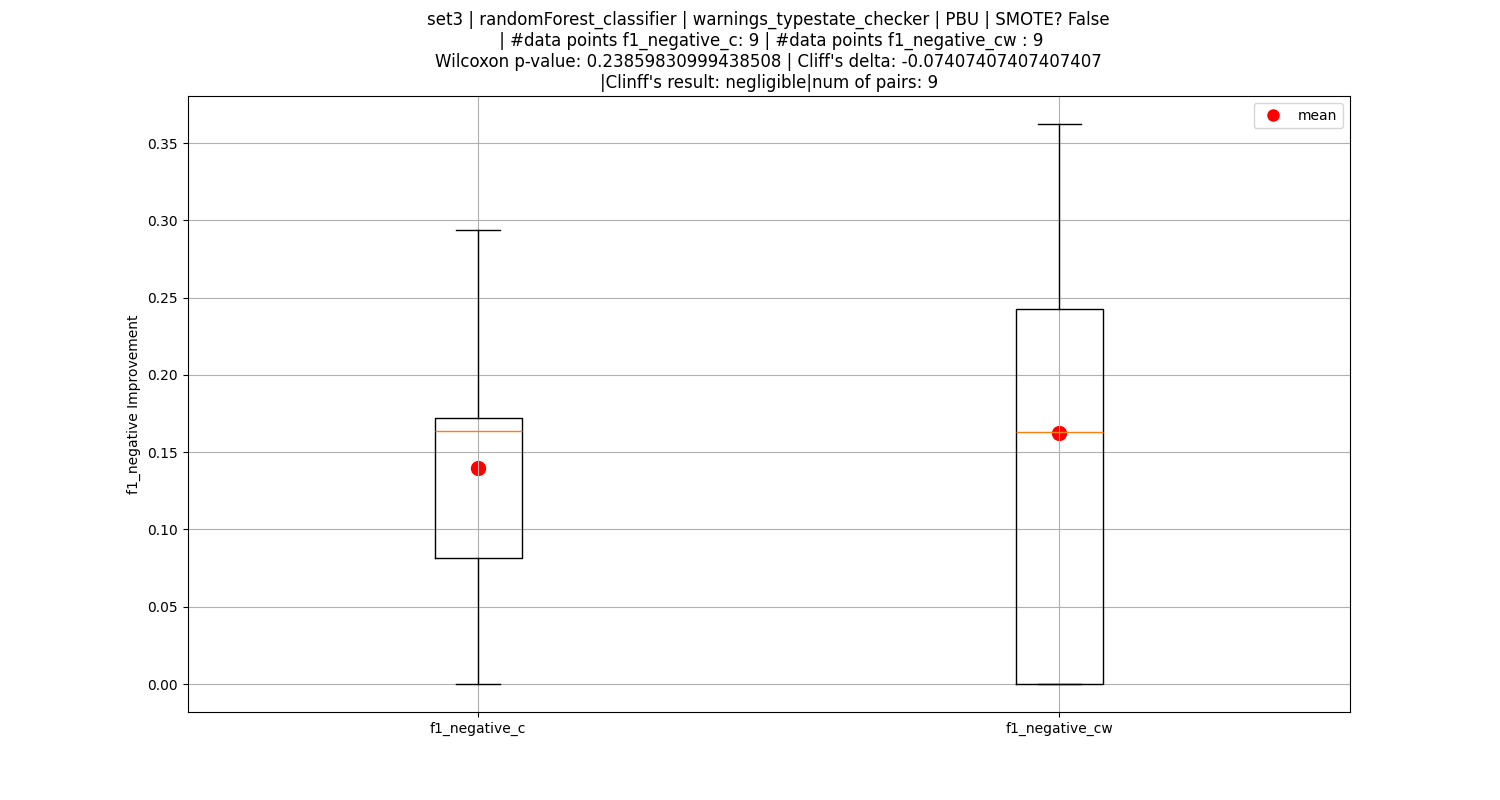 set3 | randomForest_classifier | warnings_typestate_checker | PBU | SMOTE? False
| #data points f1_negative_c: 9 | #data points f1_negative_cw : 9
Wilcoxon p-value: 0.23859830999438508 | Cliff's delta: -0.07407407407407407
|Clinff's result: negligible|num of pairs: 9
mean
0.35
0.30
0.25
0.20
0.15
0.10
0.05
0.00
f1_negative Improvement
f1_negative_c
f1_negative_cw